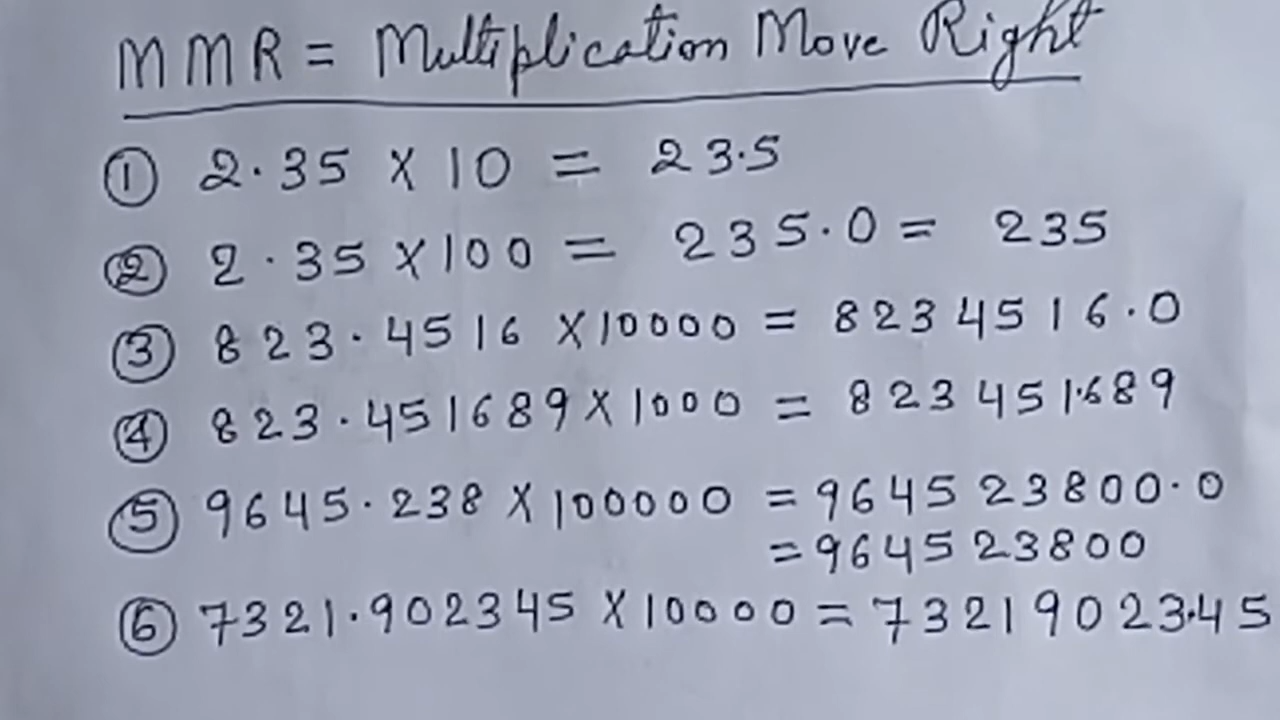 MMR = Multiplication Move Right
① 2.35 X 10 = 23.5
② 2.35 X 100 = 235.0 = 235
③ 823.4516 X 10000 = 8234516.0
④ 823.451689 X 1000 = 823451.689
⑤ 9645.238 X 100000 = 964523800.0
= 964523800
⑥ 7321.902345 X 10000 = 73219023.45